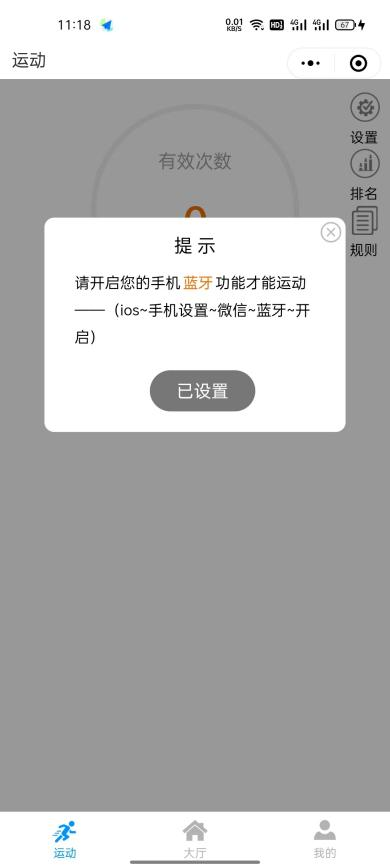 11:18
0.01
KB/S
HD
4G
4G
67
运动
设置
有效次数
排名
0
规则
提示
请开启您的手机蓝牙功能才能运动
——（ios~手机设置~微信~蓝牙~开
启）
已设置
运动
大厅
我的